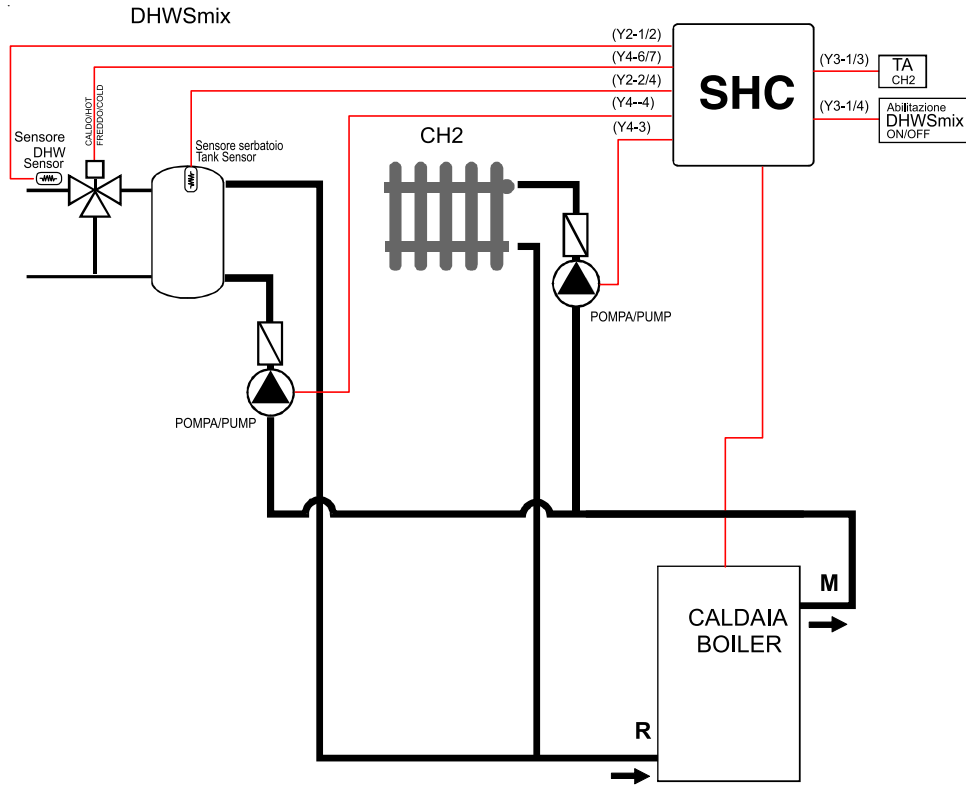 DHWSmix
(Y2-1/2)
(Y4-6/7)
(Y2-2/4)
(Y4--4)
(Y4-3)
SHC
(Y3-1/3)
TA
CH2
(Y3-1/4)
Abilitazione
DHWSmix
ON/OFF
CALDO/HOT
FREDDO/COLD
Sensore
DHW
Sensor
Sensore serbatoio
Tank Sensor
CH2
POMPA/PUMP
POMPA/PUMP
M
CALDAIA
BOILER
R